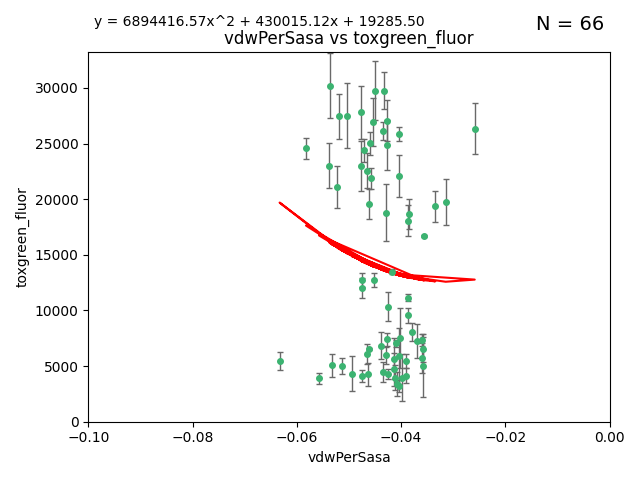 y = 6894416.57x^2 + 430015.12x + 19285.50
N = 66
vdwPerSasa vs toxgreen_fluor
toxgreen_fluor
30000
25000
20000
15000
10000
5000
0
−0.10
−0.08
−0.06
−0.04
−0.02
0.00
vdwPerSasa